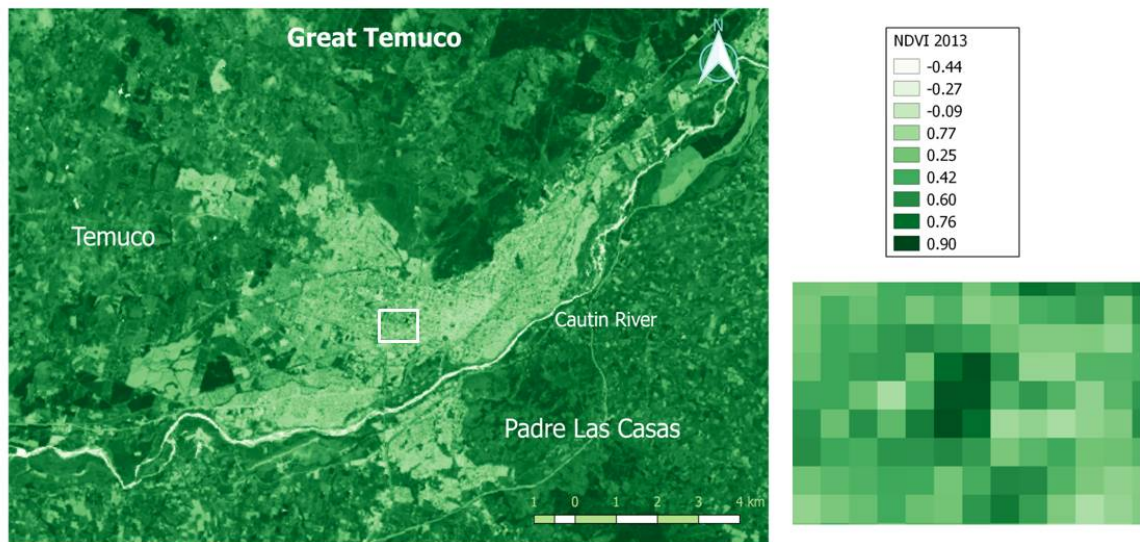 Great Temuco
N
Temuco
Cautin River
Padre Las Casas
1 0 1 2 3 4 km
NDVI 2013
-0.44
-0.27
-0.09
0.77
0.25
0.42
0.60
0.76
0.90